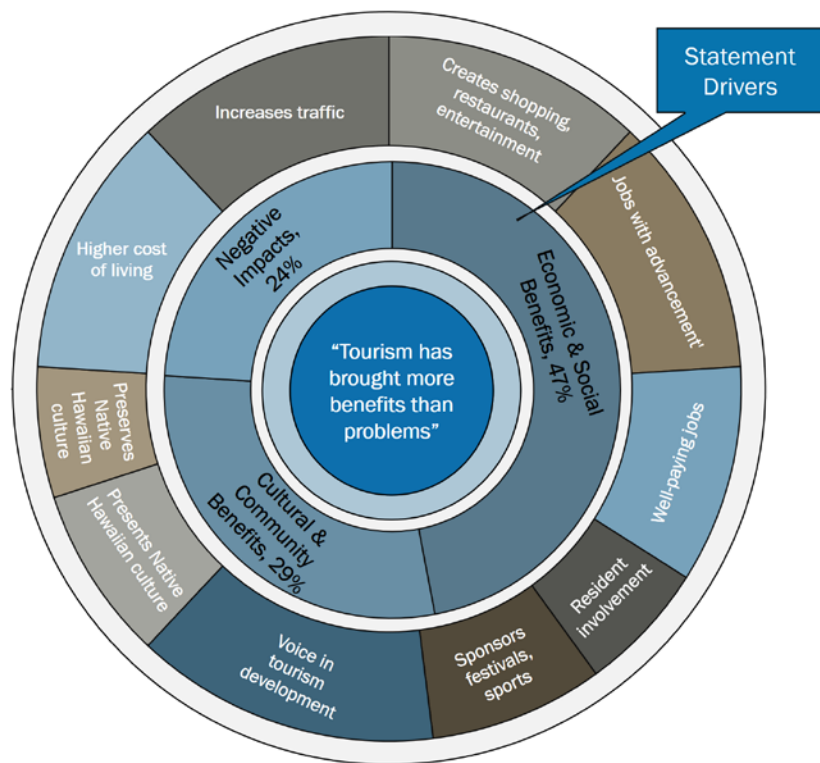 Statement
Drivers
Creates shopping,
restaurants,
entertainment
Jobs with advancement'
Well-paying jobs
Resident
involvement
Sponsors
festivals,
sports
Voice in
tourism
development
Presents Native
Hawaiian culture
Preserves
Native
Hawaiian
culture
Higher cost
of living
Increases traffic
Economic & Social
Benefits, 47%
Cultural &
Community
Benefits, 29%
Negative
Impacts,
24%
“Tourism has
brought more
benefits than
problems”